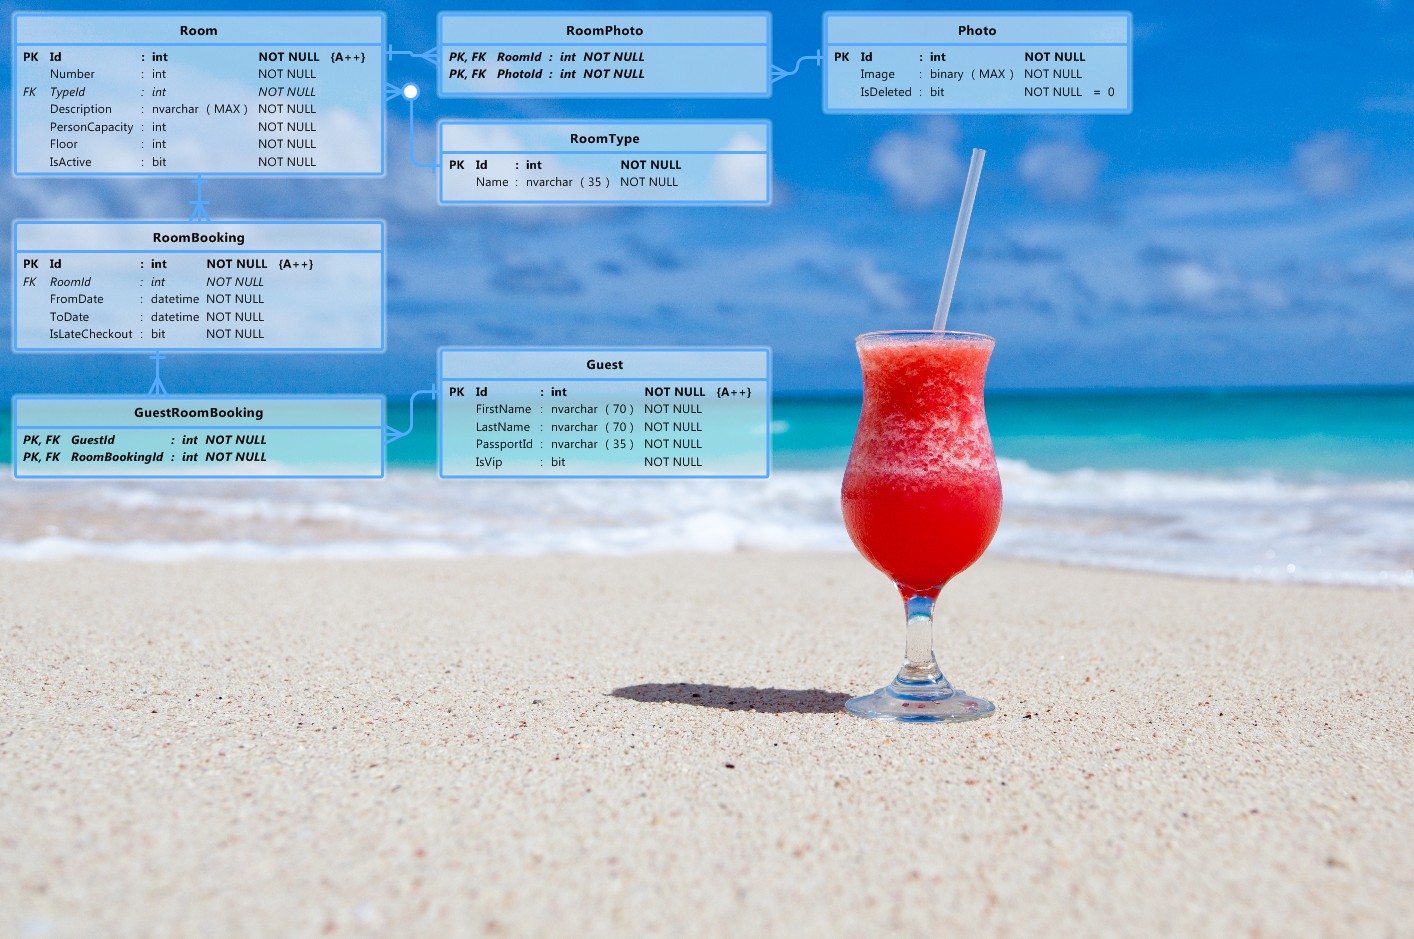 Room
PK Id : int NOT NULL {A++}
Number : int NOT NULL
FK TypeId : int NOT NULL
Description : nvarchar ( MAX ) NOT NULL
PersonCapacity : int NOT NULL
Floor : int NOT NULL
IsActive : bit NOT NULL
RoomPhoto
PK, FK RoomId : int NOT NULL
PK, FK PhotoId : int NOT NULL
Photo
PK Id : int NOT NULL
Image : binary ( MAX ) NOT NULL
IsDeleted : bit NOT NULL = 0
RoomType
PK Id : int NOT NULL
Name : nvarchar ( 35 ) NOT NULL
RoomBooking
PK Id : int NOT NULL {A++}
FK RoomId : int NOT NULL
FromDate : datetime NOT NULL
ToDate : datetime NOT NULL
IsLateCheckout : bit NOT NULL
GuestRoomBooking
PK, FK GuestId : int NOT NULL
PK, FK RoomBookingId : int NOT NULL
Guest
PK Id : int NOT NULL {A++}
FirstName : nvarchar ( 70 ) NOT NULL
LastName : nvarchar ( 70 ) NOT NULL
PassportId : nvarchar ( 35 ) NOT NULL
IsVip : bit NOT NULL